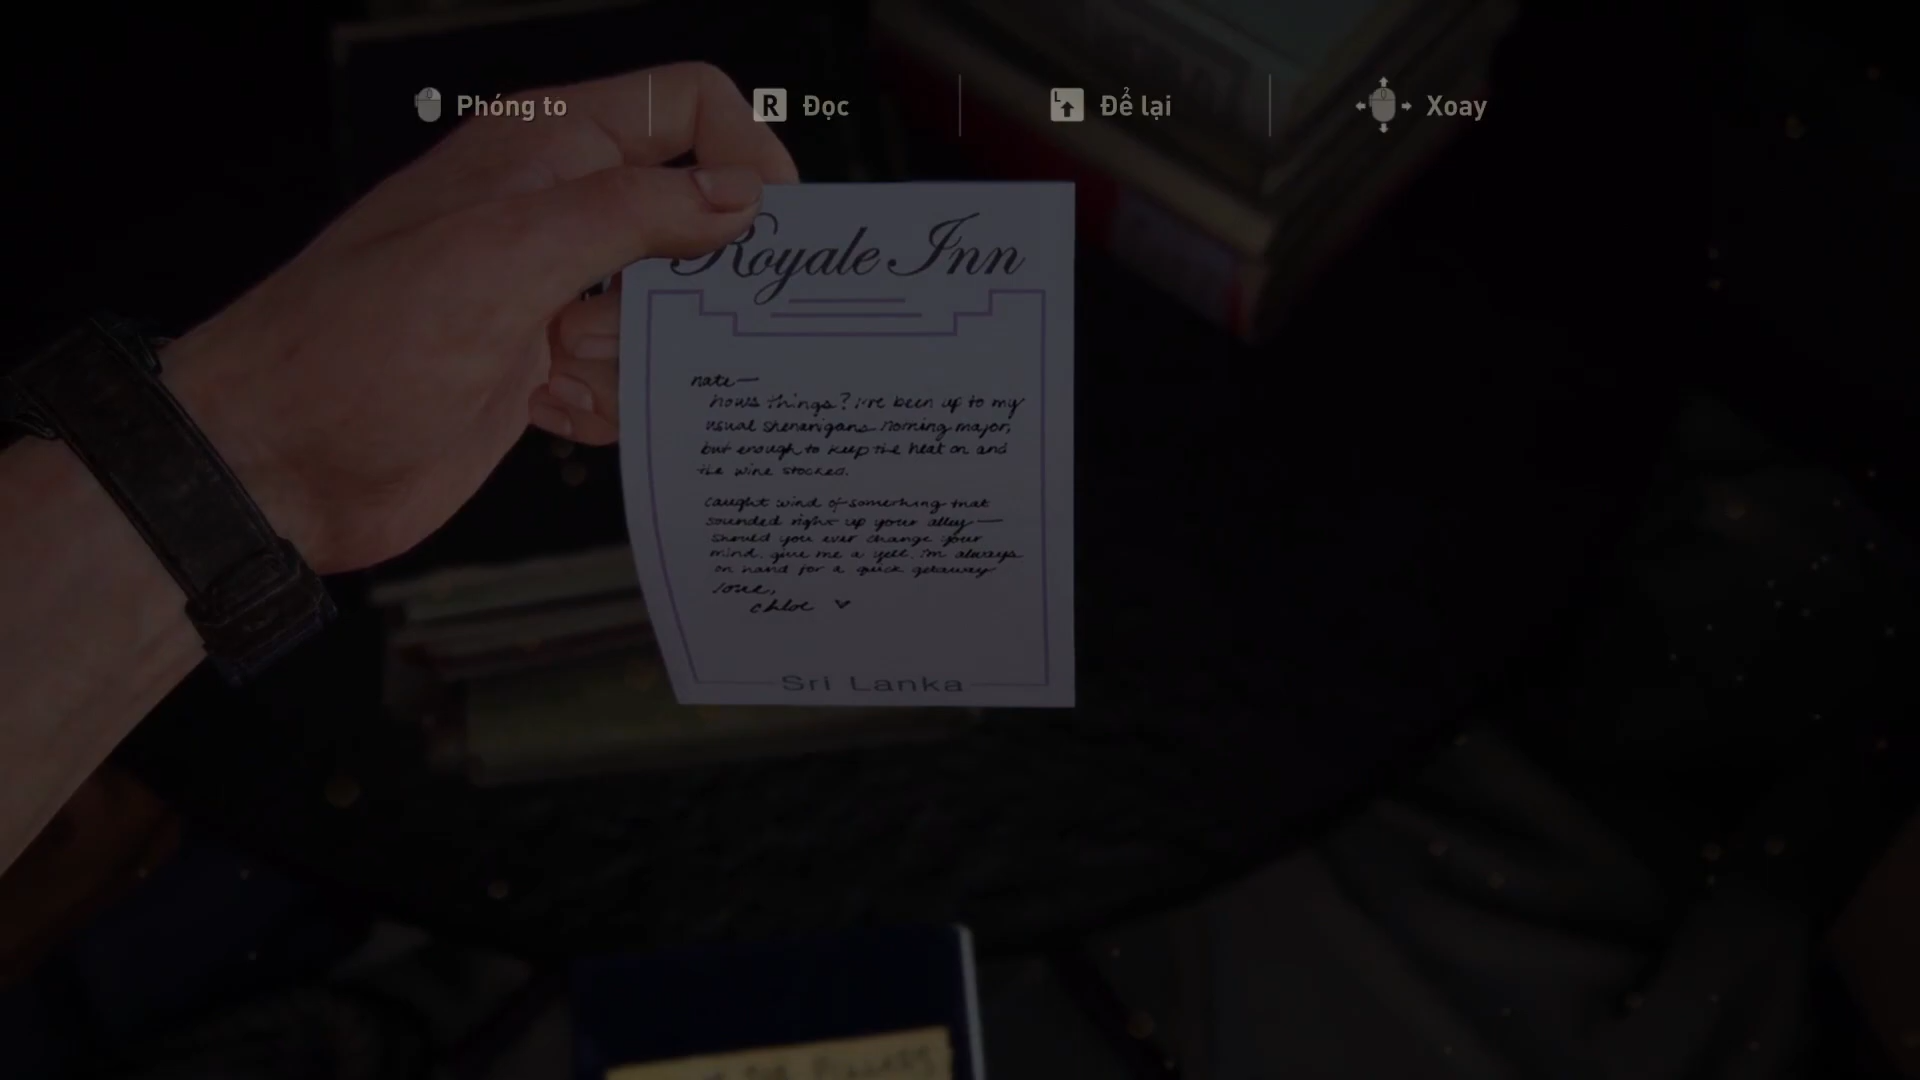 Phóng to
R Đọc
L Để lại
Xoay
Royale Inn
nate—
hows things? i've been up to my
usual shenanigans. Nothing major,
but enough to keep the heat on and
the wine stocked.
caught wind of something that
sounded right up your alley —
should you ever change your
mind. give me a yell. i'm always
on hand for a quick getaway
love,
chloe
Sri Lanka